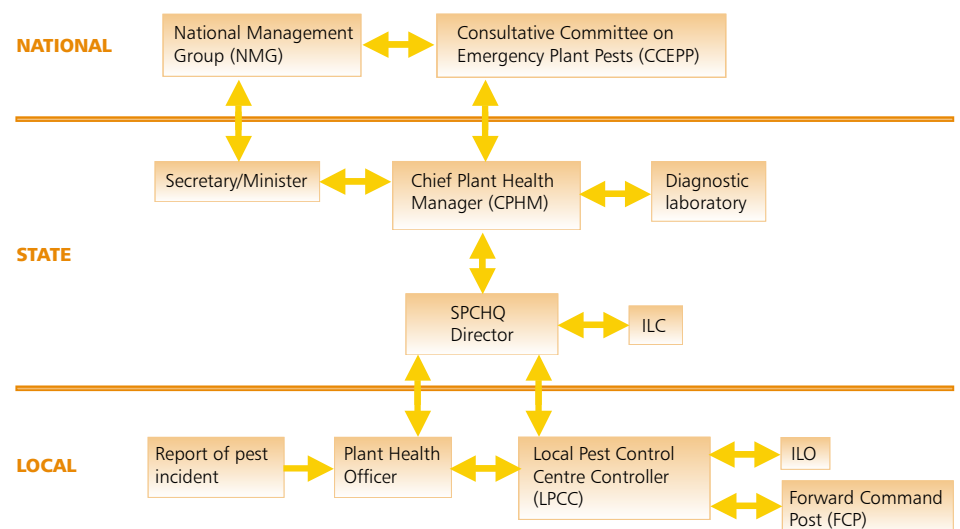 NATIONAL
National Management
Group (NMG)
Consultative Committee on
Emergency Plant Pests (CCEPP)
STATE
Secretary/Minister
Chief Plant Health
Manager (CPHM)
Diagnostic
laboratory
SPCHQ
Director
ILC
LOCAL
Report of pest
incident
Plant Health
Officer
Local Pest Control
Centre Controller
(LPCC)
ILO
Forward Command
Post (FCP)